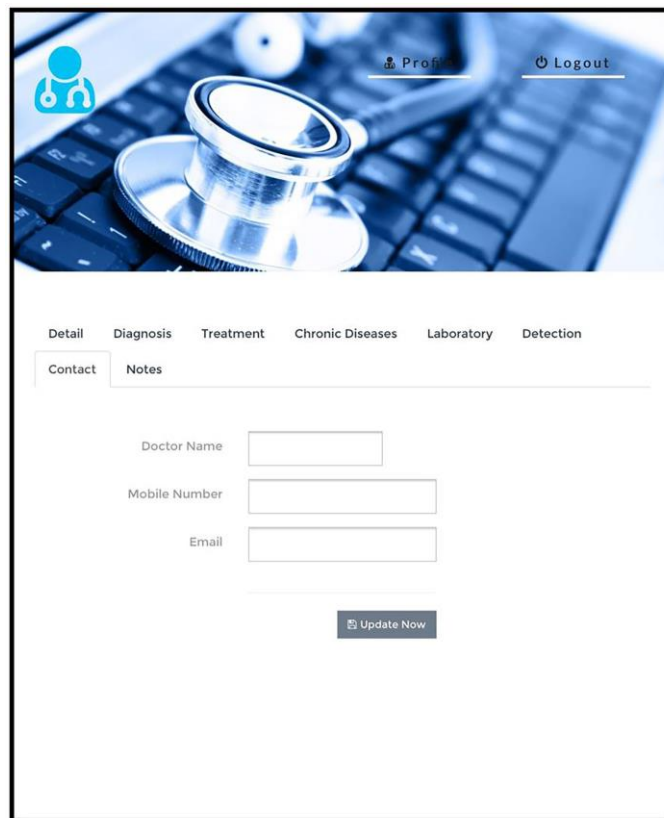 Profile Logout
Detail Diagnosis Treatment Chronic Diseases Laboratory Detection
Contact Notes
Doctor Name
Mobile Number
Email
Update Now